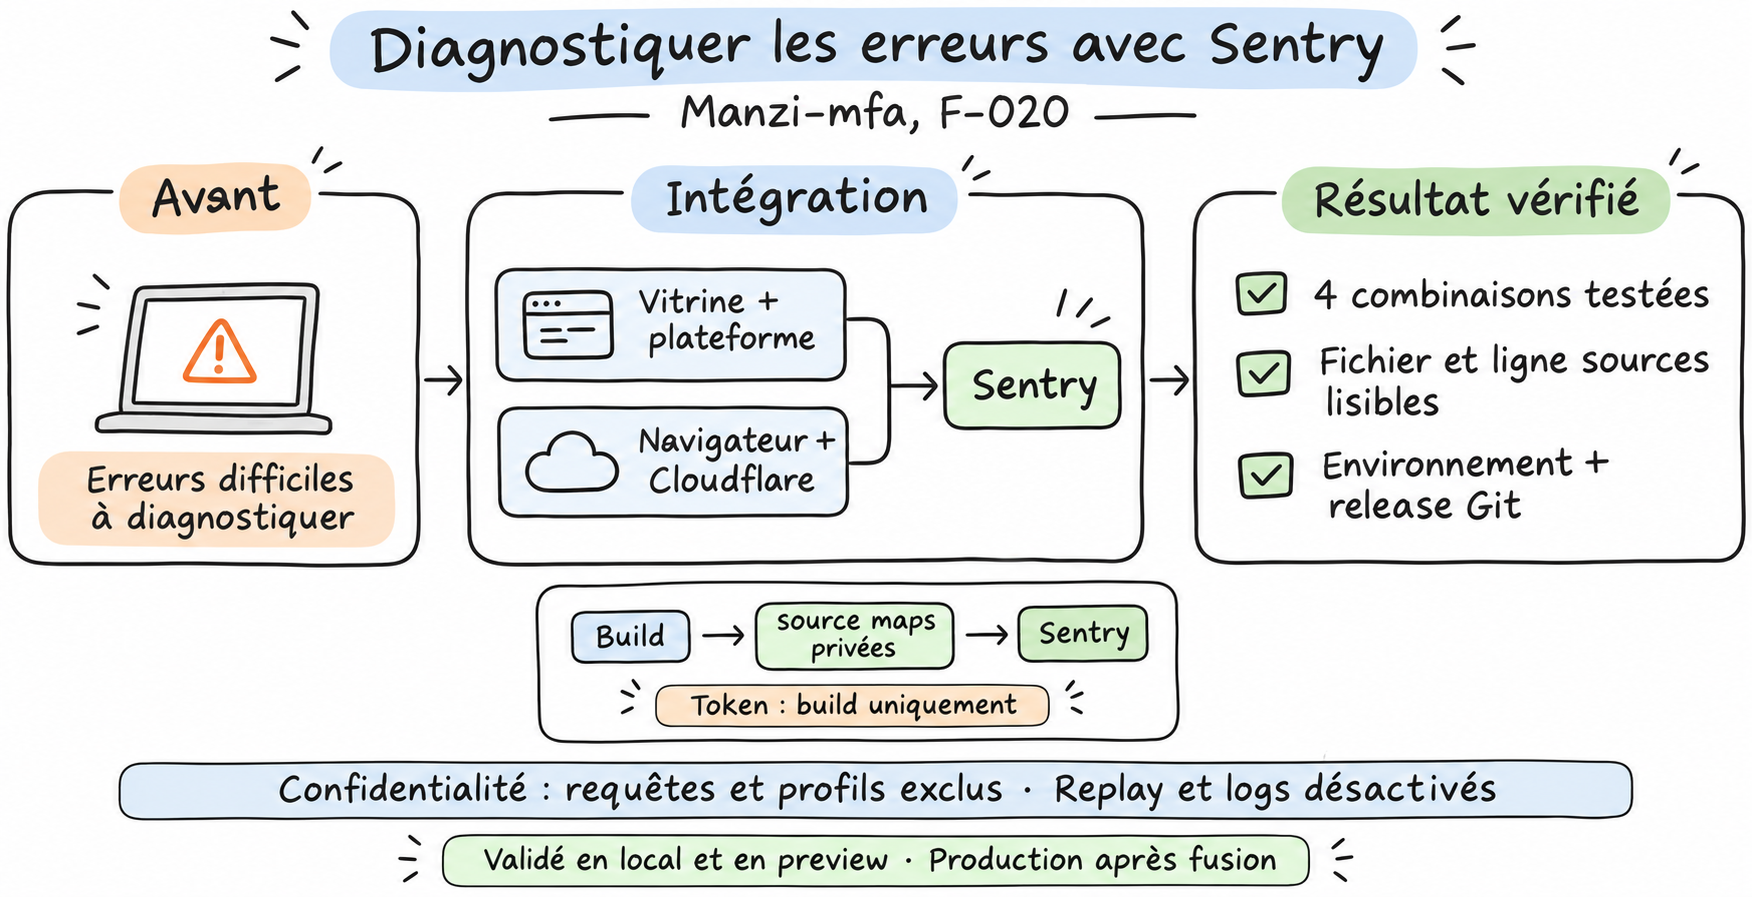 Diagnostiquer les erreurs avec Sentry
Manzi-mfa, F-020
Avant
Erreurs difficiles
à diagnostiquer
Intégration
Vitrine +
plateforme
Navigateur +
Cloudflare
Sentry
Résultat vérifié
4 combinaisons testées
Fichier et ligne sources
lisibles
Environnement +
release Git
Build
source maps
privées
Sentry
Token : build uniquement
Confidentialité : requêtes et profils exclus · Replay et logs désactivés
Validé en local et en preview · Production après fusion